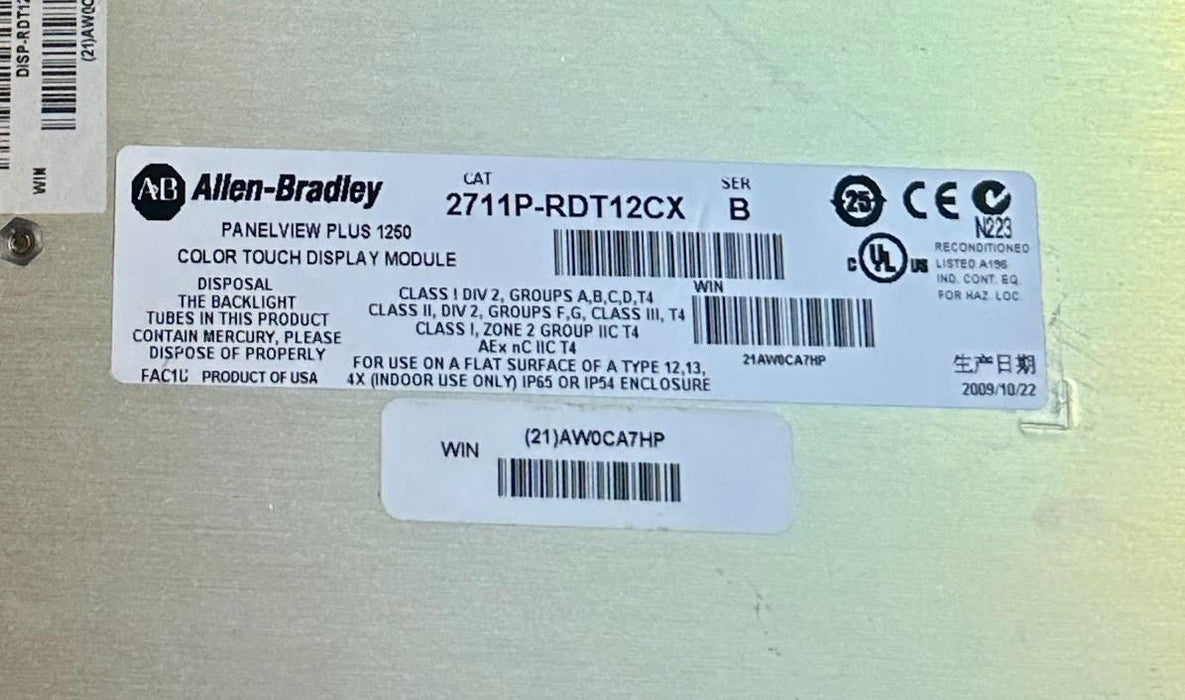 DISP-RDT12
(21)AW0C
WIN
AB Allen-Bradley
CAT
SER
2711P-RDT12CX
B
PANELVIEW PLUS 1250
COLOR TOUCH DISPLAY MODULE
DISPOSAL
THE BACKLIGHT
TUBES IN THIS PRODUCT
CONTAIN MERCURY, PLEASE
DISPOSE OF PROPERLY
FAC1U PRODUCT OF USA
CLASS I DIV 2, GROUPS A,B,C,D,T4
CLASS II, DIV 2, GROUPS F,G, CLASS III, T4
CLASS I, ZONE 2 GROUP IIC T4
AEx nC IIC T4
FOR USE ON A FLAT SURFACE OF A TYPE 12,13,
4X (INDOOR USE ONLY) IP65 OR IP54 ENCLOSURE
WIN
21AW0CA7HP
25
CE
N223
C UL US
RECONDITIONED
LISTED A196
IND. CONT. EQ.
FOR HAZ. LOC.
生产日期
2009/10/22
WIN
(21)AW0CA7HP